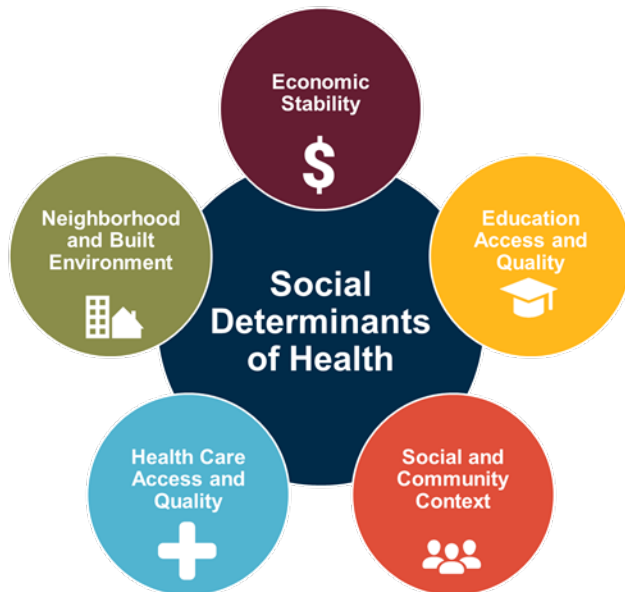 Economic
Stability
$
Neighborhood
and Built
Environment
Education
Access and
Quality
Social
Determinants
of Health
Health Care
Access and
Quality
Social and
Community
Context